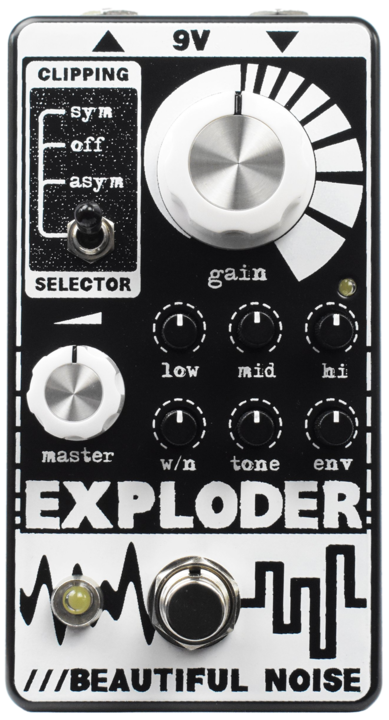 9V
CLIPPING
sym
off
asym
SELECTOR
gain
low mid hi
master
w/n tone env
EXPLODER
///BEAUTIFUL NOISE